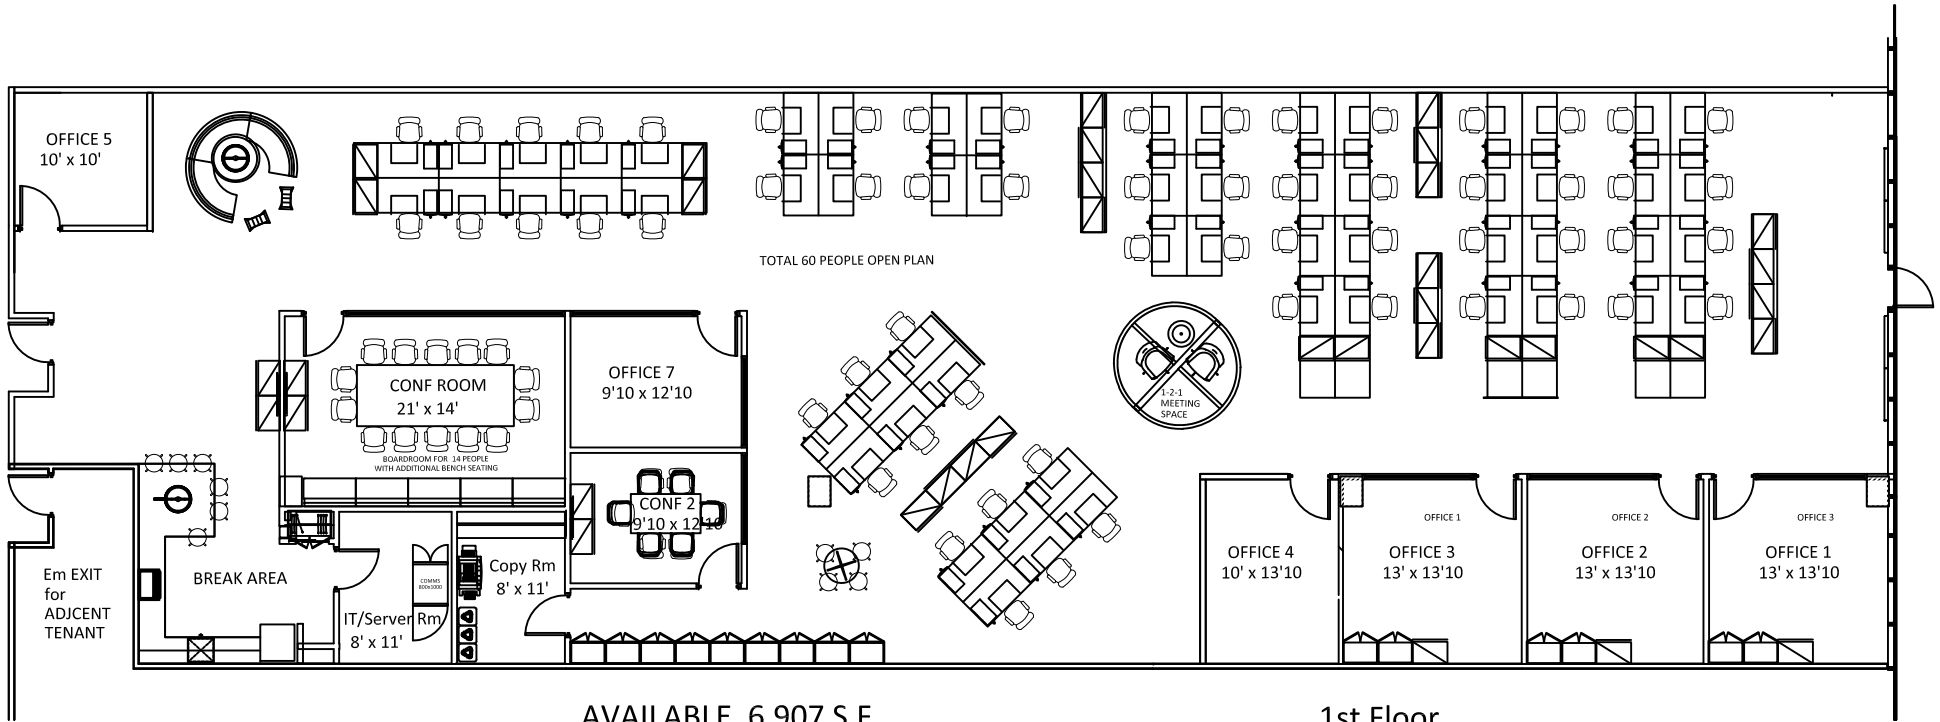 OFFICE 5
10' x 10'
TOTAL 60 PEOPLE OPEN PLAN
CONF ROOM
21' x 14'
BOARDROOM FOR 14 PEOPLE
WITH ADDITIONAL BENCH SEATING
OFFICE 7
9'10 x 12'10
1-2-1
MEETING
SPACE
CONF 2
9'10 x 12'10
Em EXIT
for
ADJCENT
TENANT
BREAK AREA
IT/Server Rm
8' x 11'
COMMS
800x1000
Copy Rm
8' x 11'
OFFICE 4
10' x 13'10
OFFICE 1
OFFICE 3
13' x 13'10
OFFICE 2
OFFICE 2
13' x 13'10
OFFICE 3
OFFICE 1
13' x 13'10
AVAILABLE 6,907 S.F.
1st Floor